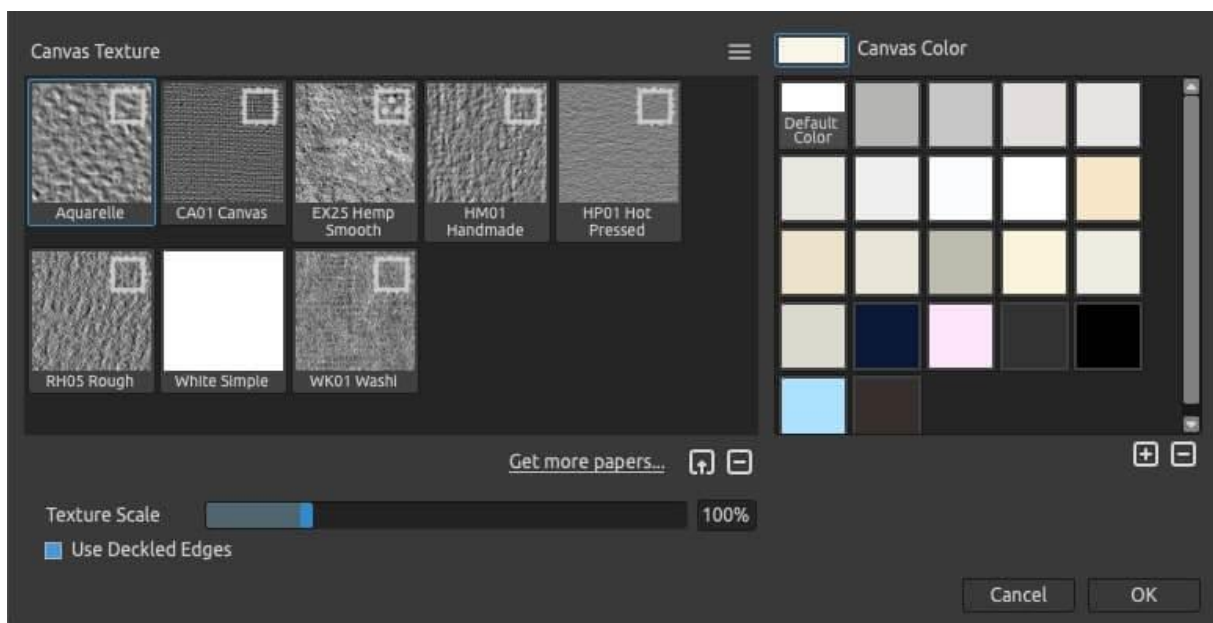 Canvas Texture
Canvas Color
Aquarelle
CA01 Canvas
EX25 Hemp
Smooth
HM01
Handmade
HP01 Hot
Pressed
RH05 Rough
White Simple
WK01 Washi
Default
Color
Get more papers...
Texture Scale
100%
Use Deckled Edges
Cancel
OK